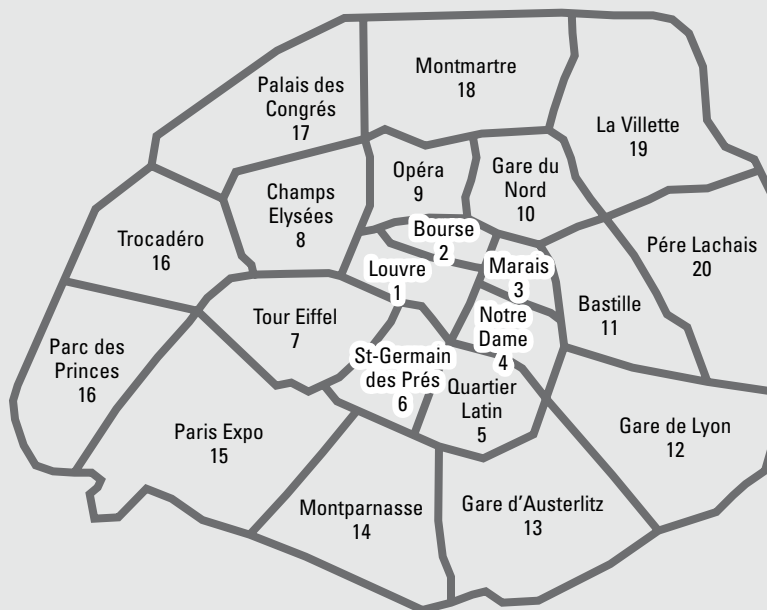 Montmartre
18
Palais des
Congrés
17
La Villette
19
Opéra
9
Gare du
Nord
10
Champs
Elysées
8
Trocadéro
16
Bourse
2
Pére Lachais
20
Louvre
1
Marais
3
Bastille
11
Tour Eiffel
7
Notre
Dame
4
Parc des
Princes
16
St-Germain
des Prés
6
Quartier
Latin
5
Paris Expo
15
Gare de Lyon
12
Montparnasse
14
Gare d’Austerlitz
13